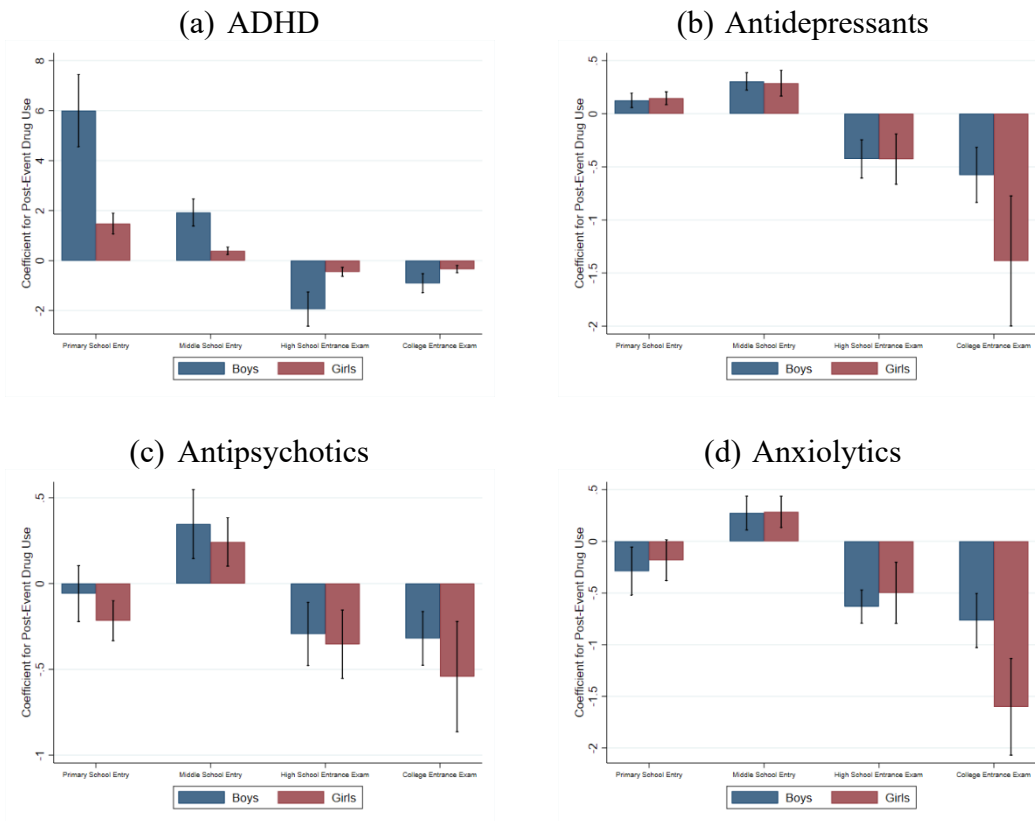 (a) ADHD
Coefficient for Post-Event Drug Use
8
6
4
2
0
-2
Primary School Entry
Middle School Entry
High School Entrance Exam
College Entrance Exam
Boys
Girls
(b) Antidepressants
Coefficient for Post-Event Drug Use
.5
0
-.5
-1
-1.5
-2
Primary School Entry
Middle School Entry
High School Entrance Exam
College Entrance Exam
Boys
Girls
(c) Antipsychotics
Coefficient for Post-Event Drug Use
.5
0
-.5
-1
Primary School Entry
Middle School Entry
High School Entrance Exam
College Entrance Exam
Boys
Girls
(d) Anxiolytics
Coefficient for Post-Event Drug Use
.5
0
-.5
-1
-1.5
-2
Primary School Entry
Middle School Entry
High School Entrance Exam
College Entrance Exam
Boys
Girls